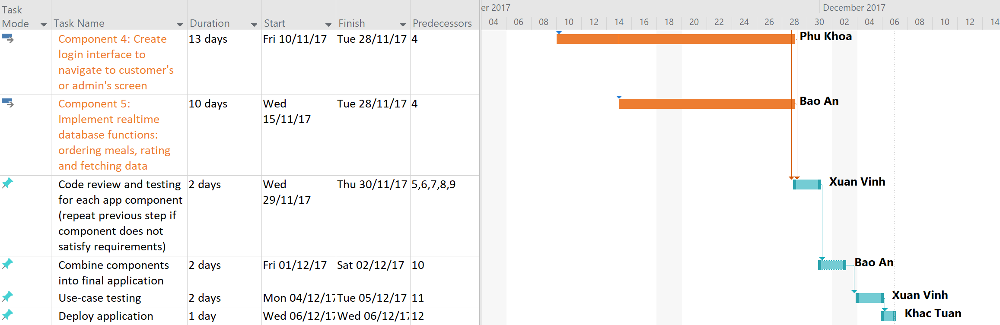 er 2017 December 2017
Task
Mode Task Name Duration Start Finish Predecessors
04 06 08 10 12 14 16 18 20 22 24 26 28 30 02 04 06 08 10 12 14
Component 4: Create 13 days Fri 10/11/17 Tue 28/11/17 4 Phu Khoa
login interface to
navigate to customer's
or admin's screen
Component 5: 10 days Wed Tue 28/11/17 4 Bao An
Implement realtime 15/11/17
database functions:
ordering meals, rating
and fetching data
Code review and testing 2 days Wed Thu 30/11/17 5,6,7,8,9 Xuan Vinh
for each app component 29/11/17
(repeat previous step if
component does not
satisfy requirements)
Combine components 2 days Fri 01/12/17 Sat 02/12/17 10 Bao An
into final application
Use-case testing 2 days Mon 04/12/17 Tue 05/12/17 11 Xuan Vinh
Deploy application 1 day Wed 06/12/17 Wed 06/12/17 12 Khac Tuan